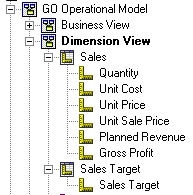 GO Operational Model
Business View
Dimension View
Sales
Quantity
Unit Cost
Unit Price
Unit Sale Price
Planned Revenue
Gross Profit
Sales Target
Sales Target